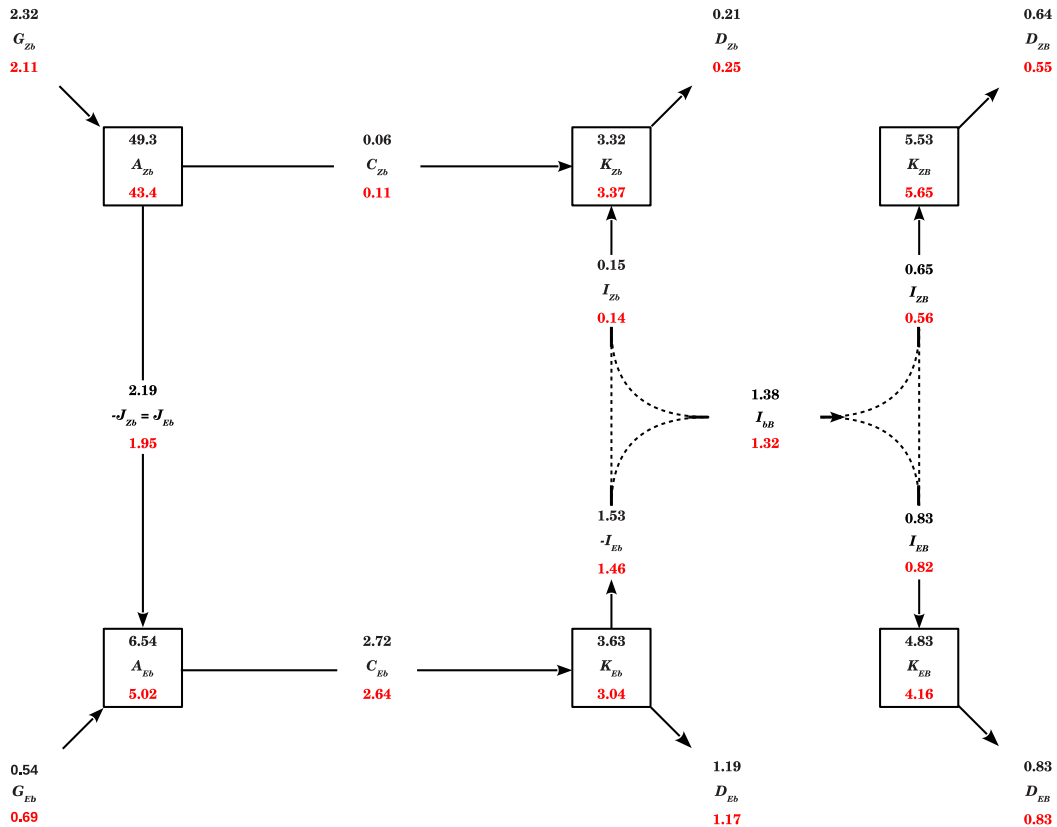 2.32
G_Zb
2.11
0.21
D_Zb
0.25
0.64
D_ZB
0.55
49.3
A_Zb
43.4
0.06
C_Zb
0.11
3.32
K_Zb
3.37
5.53
K_ZB
5.65
0.15
I_Zb
0.14
0.65
I_ZB
0.56
2.19
-J_Zb = J_Eb
1.95
1.38
I_bB
1.32
1.53
-I_Eb
1.46
0.83
I_EB
0.82
6.54
A_Eb
5.02
2.72
C_Eb
2.64
3.63
K_Eb
3.04
4.83
K_EB
4.16
0.54
G_Eb
0.69
1.19
D_Eb
1.17
0.83
D_EB
0.83